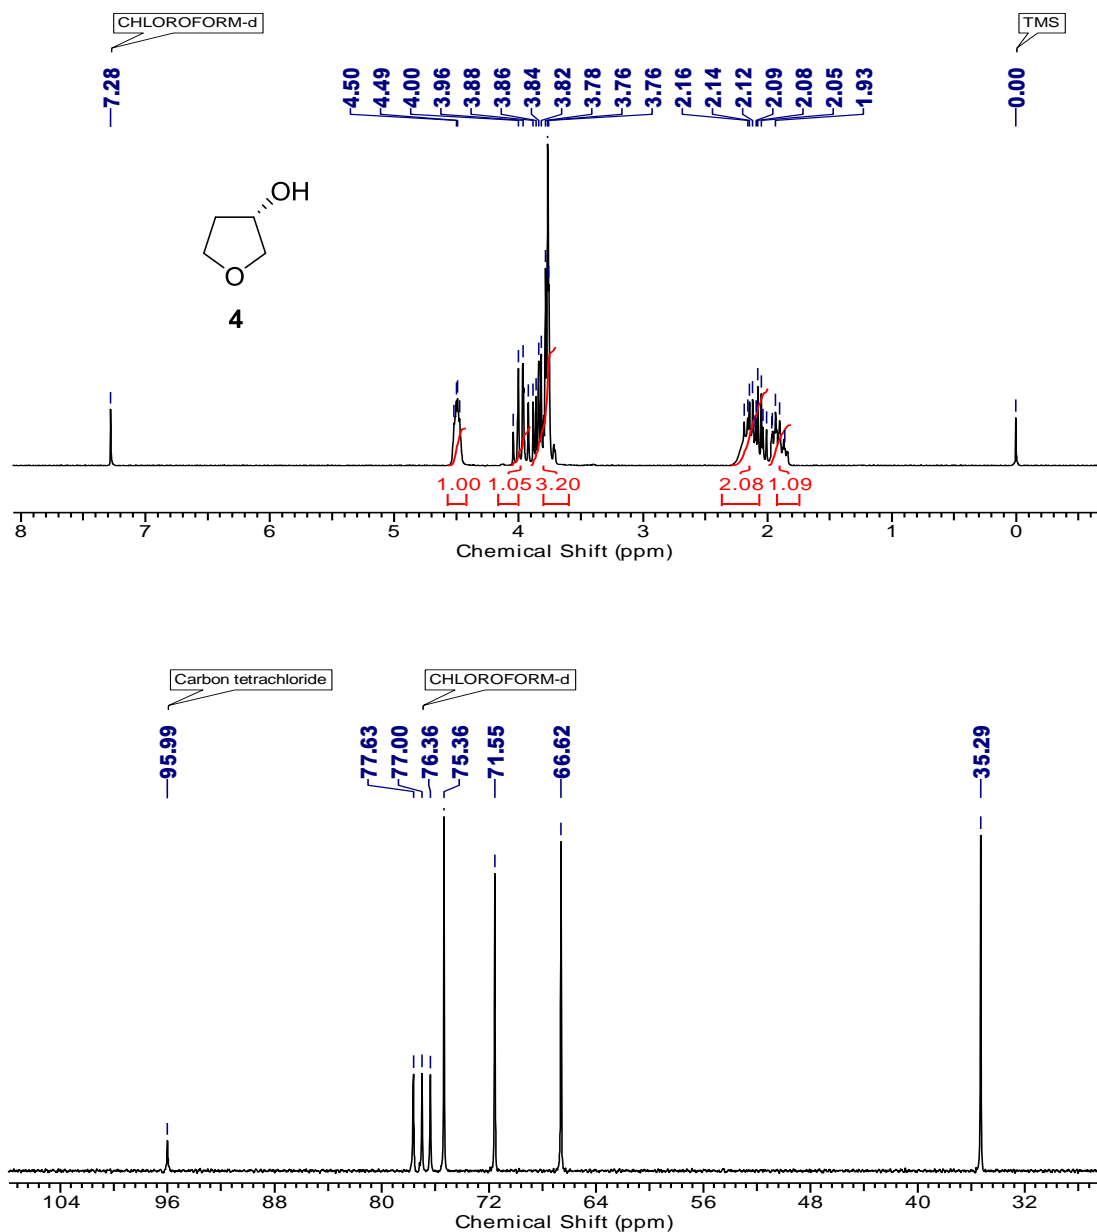 CHLOROFORM-d
TMS
7.28
4.50
4.49
4.00
3.96
3.88
3.86
3.84
3.82
3.78
3.76
3.76
2.16
2.14
2.12
2.09
2.08
2.05
1.93
0.00
OH
O
4
1.00 1.05 3.20 2.08 1.09
8 7 6 5 4 3 2 1 0
Chemical Shift (ppm)
Carbon tetrachloride
CHLOROFORM-d
95.99
77.63
77.00
76.36
75.36
71.55
66.62
35.29
104 96 88 80 72 64 56 48 40 32
Chemical Shift (ppm)